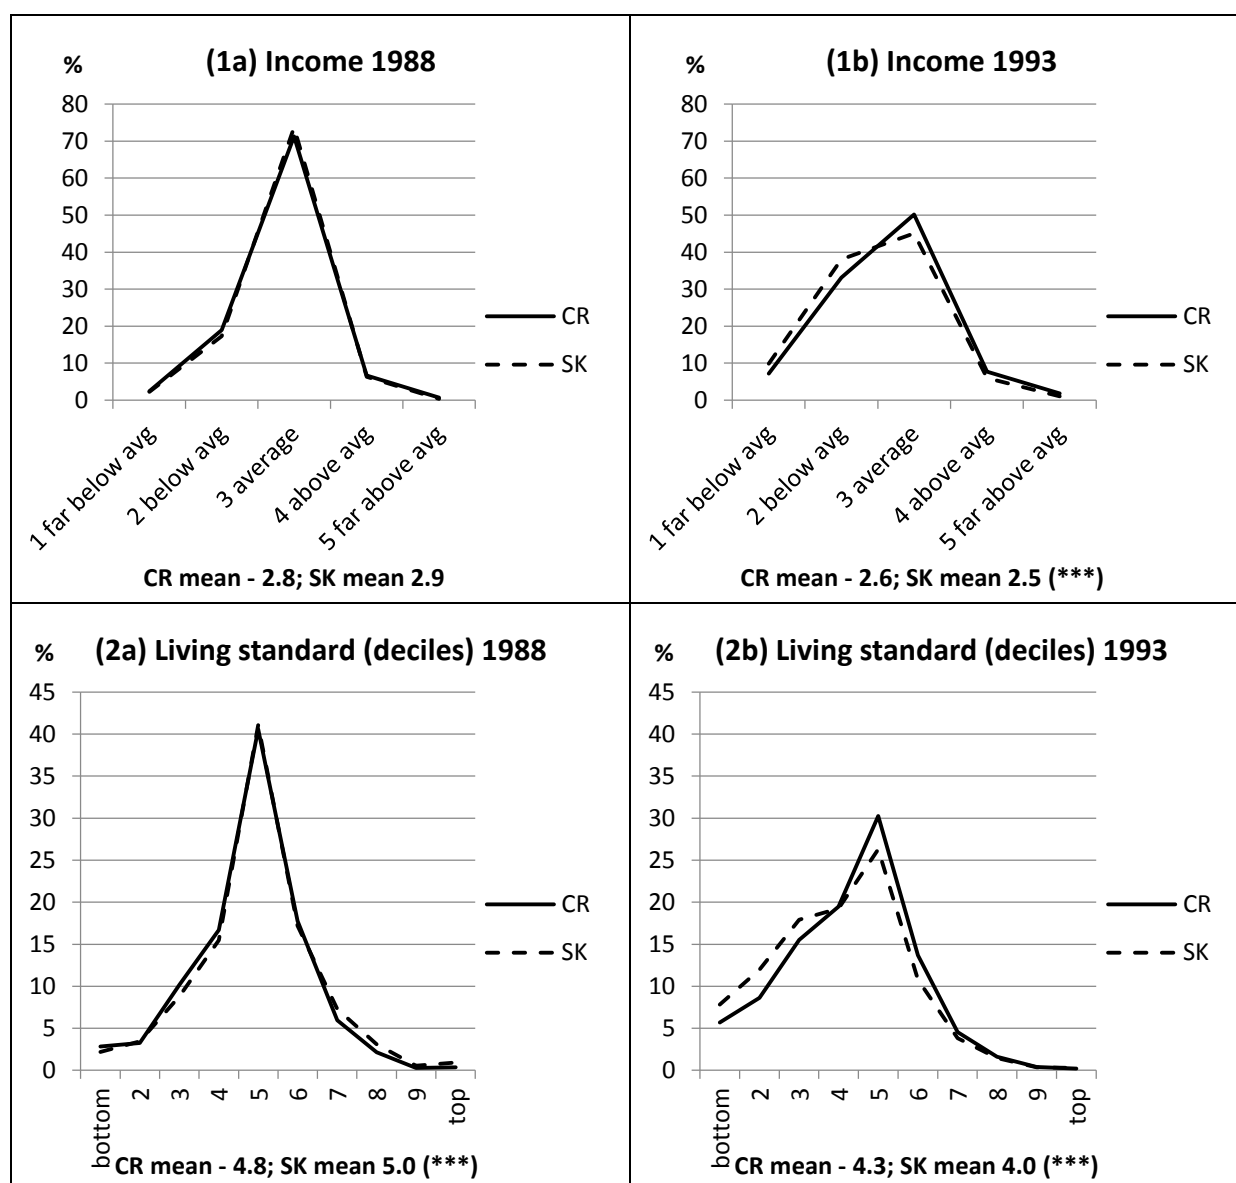 (1a) Income 1988
%
80
70
60
50
40
30
20
10
0
CR
SK
1 far below avg
2 below avg
3 average
4 above avg
5 far above avg
CR mean - 2.8; SK mean 2.9
(1b) Income 1993
%
80
70
60
50
40
30
20
10
0
CR
SK
1 far below avg
2 below avg
3 average
4 above avg
5 far above avg
CR mean - 2.6; SK mean 2.5 (***)
% (2a) Living standard (deciles) 1988
45
40
35
30
25
20
15
10
5
0
CR
SK
bottom
2
3
4
5
6
7
8
9
top
CR mean - 4.8; SK mean 5.0 (***)
% (2b) Living standard (deciles) 1993
45
40
35
30
25
20
15
10
5
0
CR
SK
bottom
2
3
4
5
6
7
8
9
top
CR mean - 4.3; SK mean 4.0 (***)